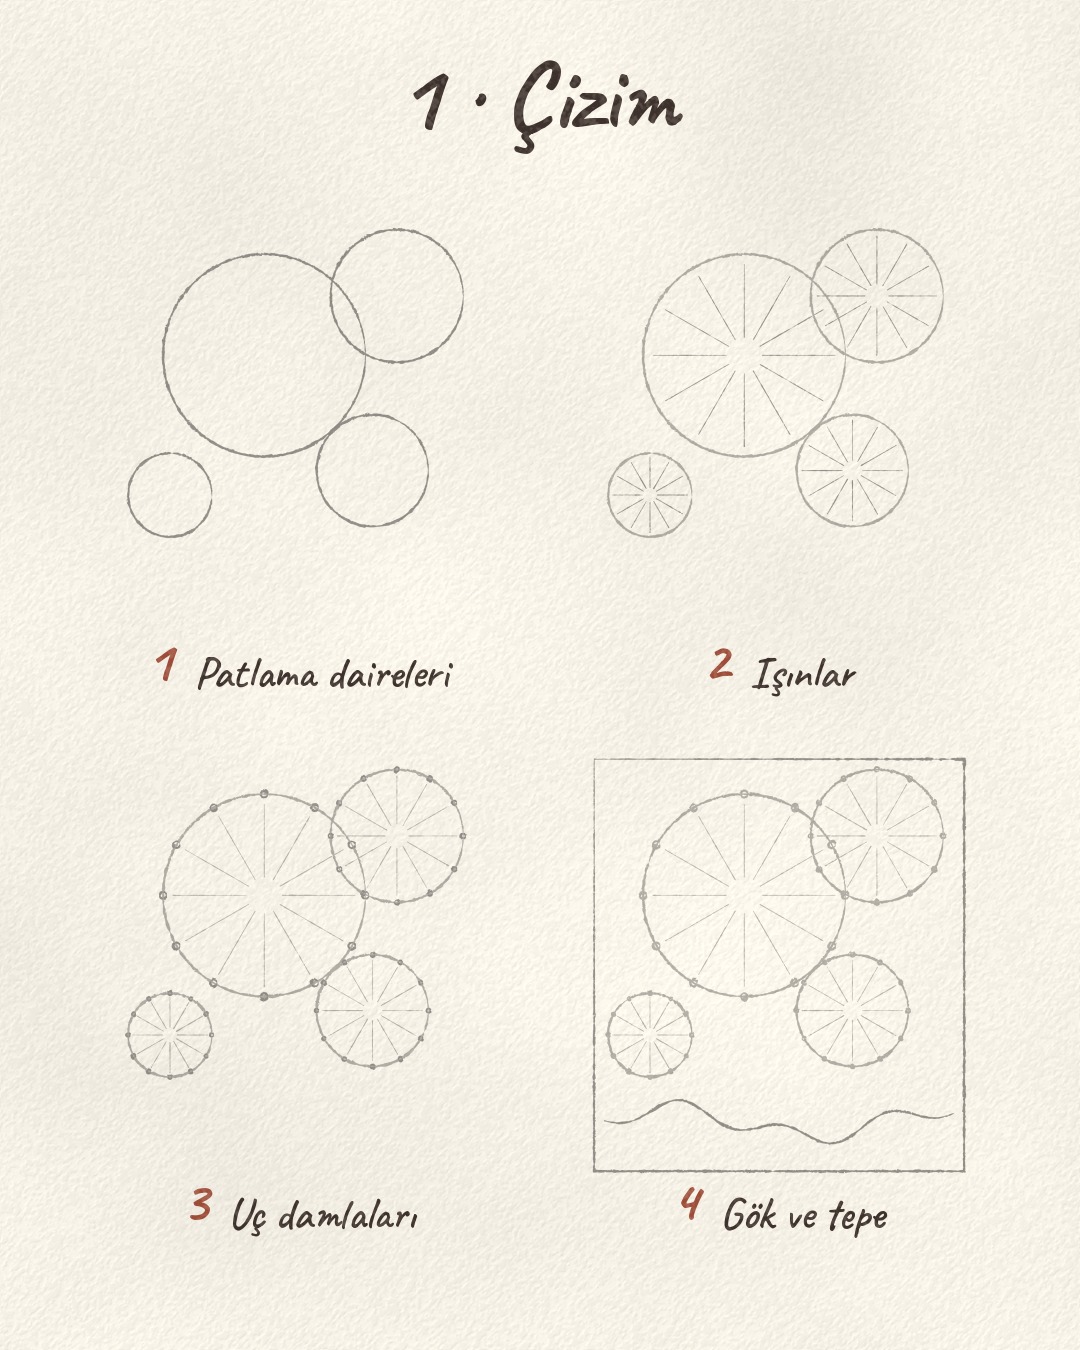 1 · Çizim
1 Patlama daireleri
2 Işınlar
3 Uç damlaları
4 Gök ve tepe